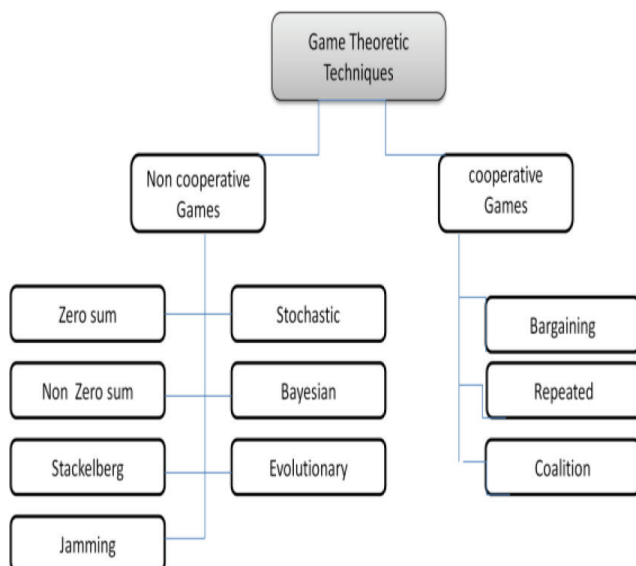 Game Theoretic
Techniques
Non cooperative
Games
cooperative
Games
Zero sum
Stochastic
Bargaining
Non Zero sum
Bayesian
Repeated
Stackelberg
Evolutionary
Coalition
Jamming